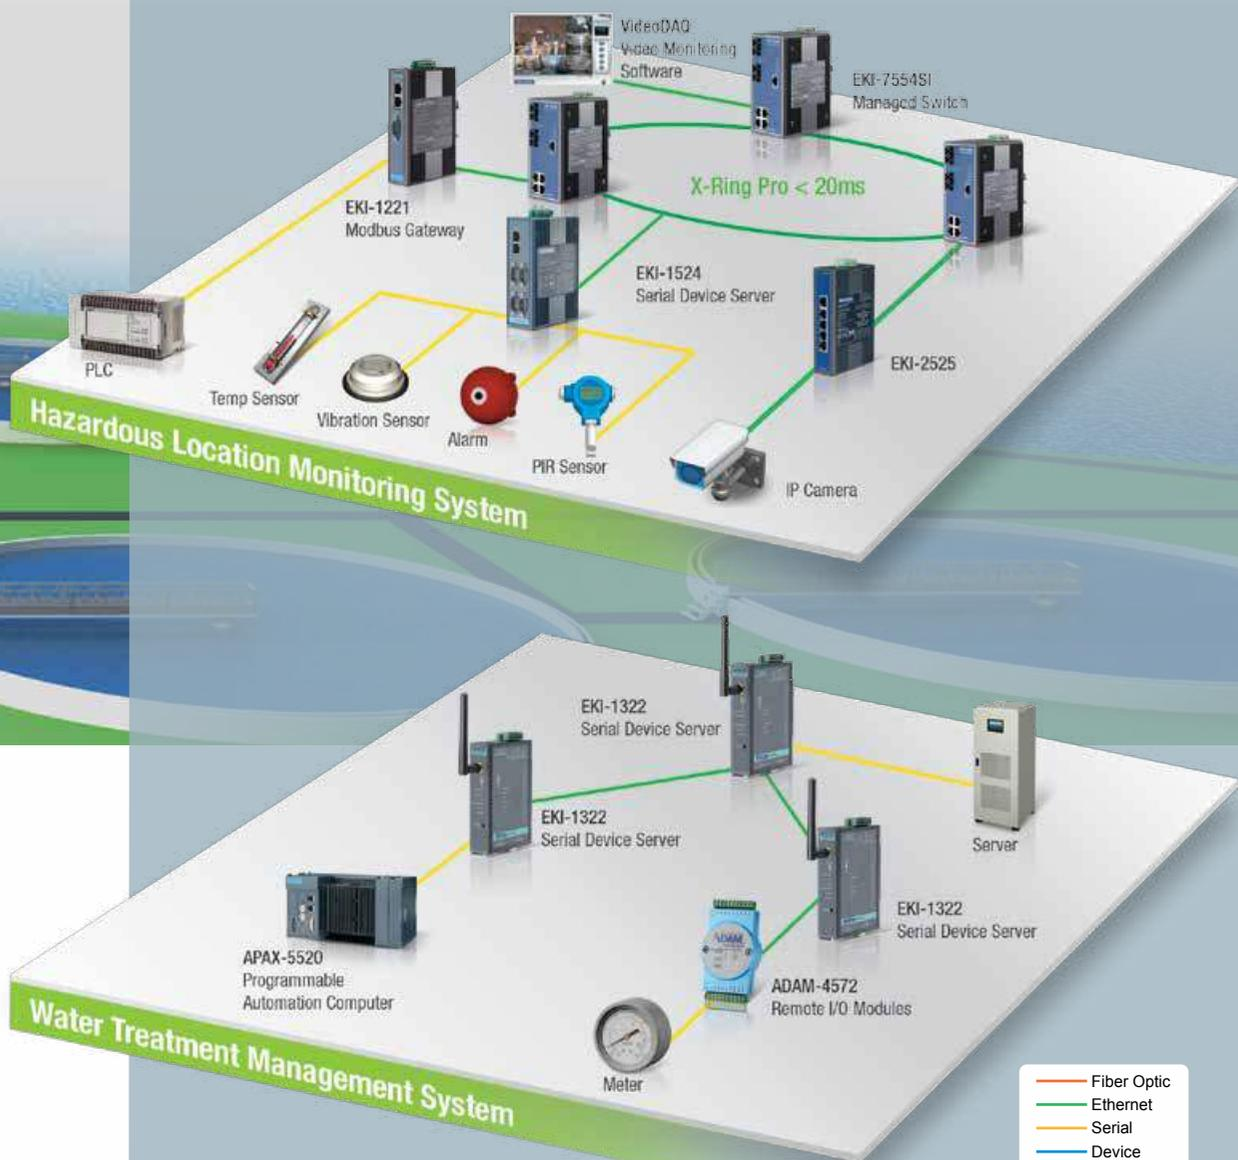 VideoDAQ
Video Monitoring
Software
EKI-7554SI
Managed Switch
X-Ring Pro < 20ms
EKI-1221
Modbus Gateway
EKI-1524
Serial Device Server
EKI-2525
PLC
Temp Sensor
Vibration Sensor
Alarm
PIR Sensor
IP Camera
Hazardous Location Monitoring System
EKI-1322
Serial Device Server
EKI-1322
Serial Device Server
Server
EKI-1322
Serial Device Server
APAX-5520
Programmable
Automation Computer
ADAM
ADAM-4572
Remote I/O Modules
Meter
Water Treatment Management System
Fiber Optic
Ethernet
Serial
Device